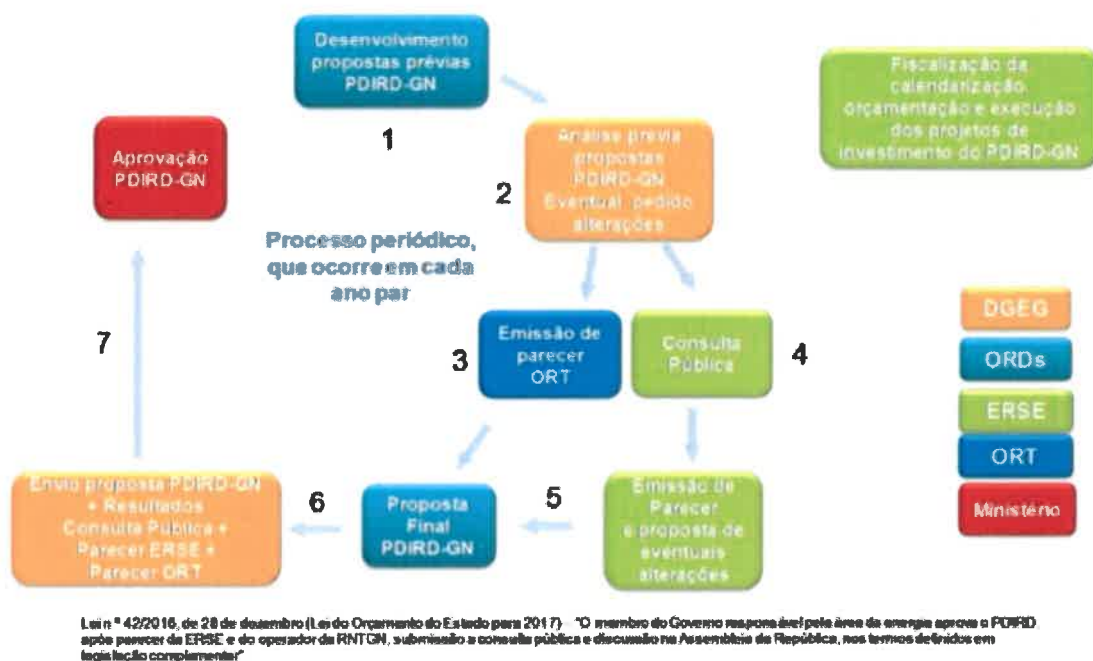 Desenvolvimento
propostas prévias
PDIRD-GN
1
Fiscalização da
calendarização,
orçamentação e execução
dos projetos de
investimento do PDIRD-GN
Aprovação
PDIRD-GN
Análise prévia
propostas
PDIRD-GN
Eventual pedido
alterações
2
Processo periódico,
que ocorre em cada
ano par
7
3
Emissão de
parecer
ORT
Consulta
Pública
4
DGEG
ORDs
ERSE
ORT
Ministério
Envio proposta PDIRD-GN
+ Resultados
Consulta Pública +
Parecer ERSE +
Parecer ORT
6
Proposta
Final
PDIRD-GN
5
Emissão de
Parecer
e proposta de
eventuais
alterações
Lei n º 42/2016, de 28 de dezembro (Lei do Orçamento do Estado para 2017) - "O membro do Governo responsável pela área da energia aprova o PDIRD
após parecer da ERSE e do operador da RNTGN, submissão a consulta pública e discussão na Assembleia da República, nos termos definidos em
legislação complementar"